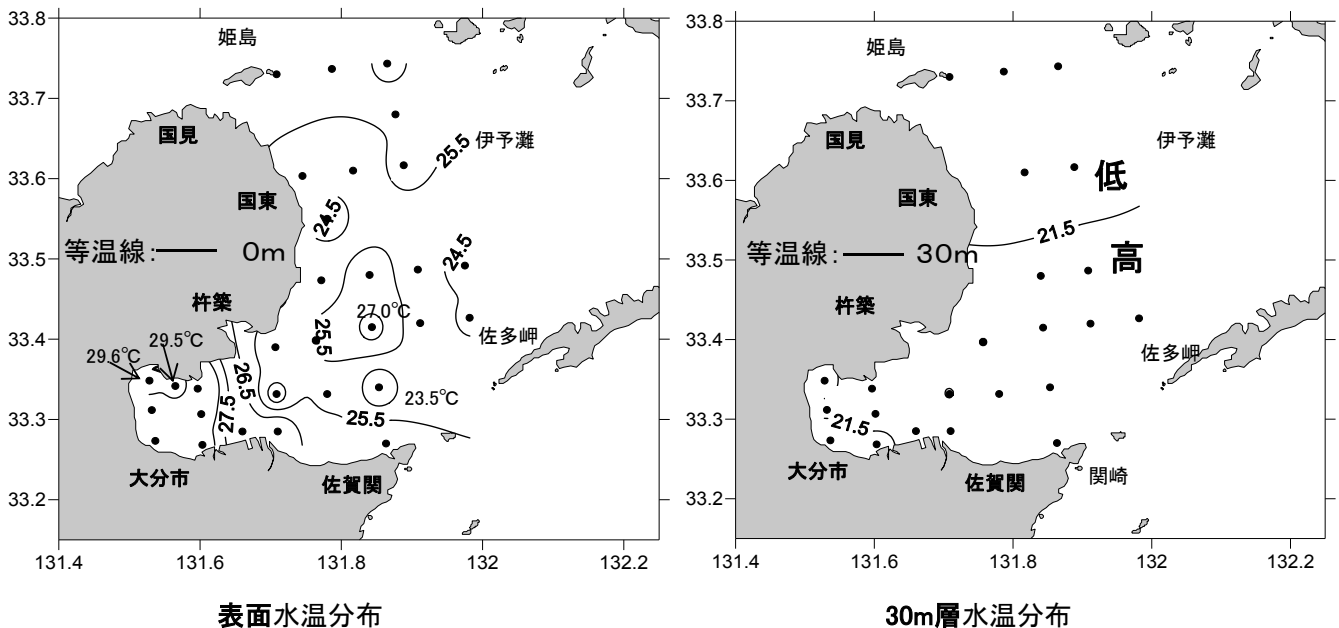 33.8
33.7
33.6
33.5
33.4
33.3
33.2
131.4
131.6
131.8
132
132.2
姫島
国見
伊予灘
25.5
国東
24.5
等温線: 0m
24.5
杵築
27.0℃
25.5
佐多岬
29.6℃
29.5℃
26.5
27.5
23.5℃
25.5
大分市
佐賀関
表面水温分布
33.8
33.7
33.6
33.5
33.4
33.3
33.2
131.4
131.6
131.8
132
132.2
姫島
国見
伊予灘
低
国東
21.5
等温線: 30m
高
杵築
佐多岬
21.5
大分市
佐賀関
関崎
30m層水温分布